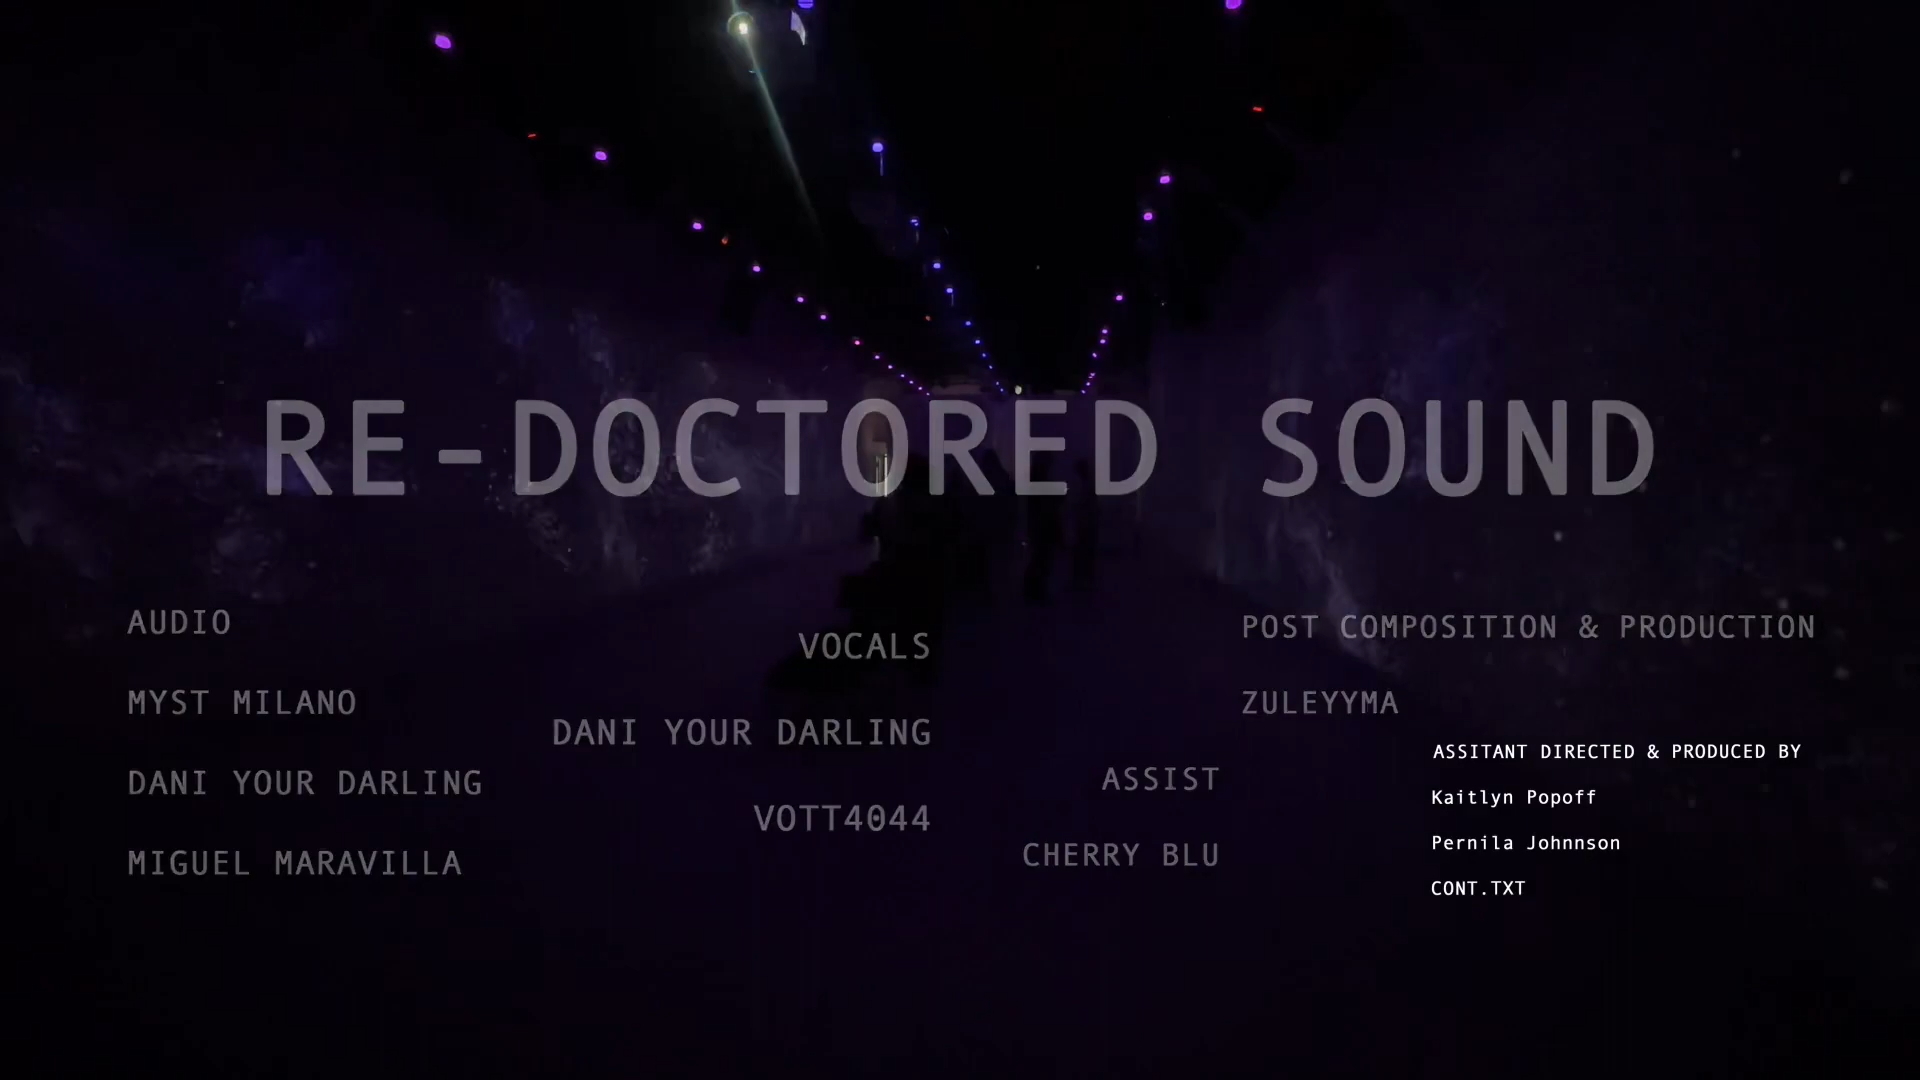 RE-DOCTORED SOUND
AUDIO
MYST MILANO
DANI YOUR DARLING
MIGUEL MARAVILLA
VOCALS
DANI YOUR DARLING
VOTT4044
ASSIST
CHERRY BLU
POST COMPOSITION & PRODUCTION
ZULEYYMA
ASSITANT DIRECTED & PRODUCED BY
Kaitlyn Popoff
Pernila Johnnson
CONT.TXT